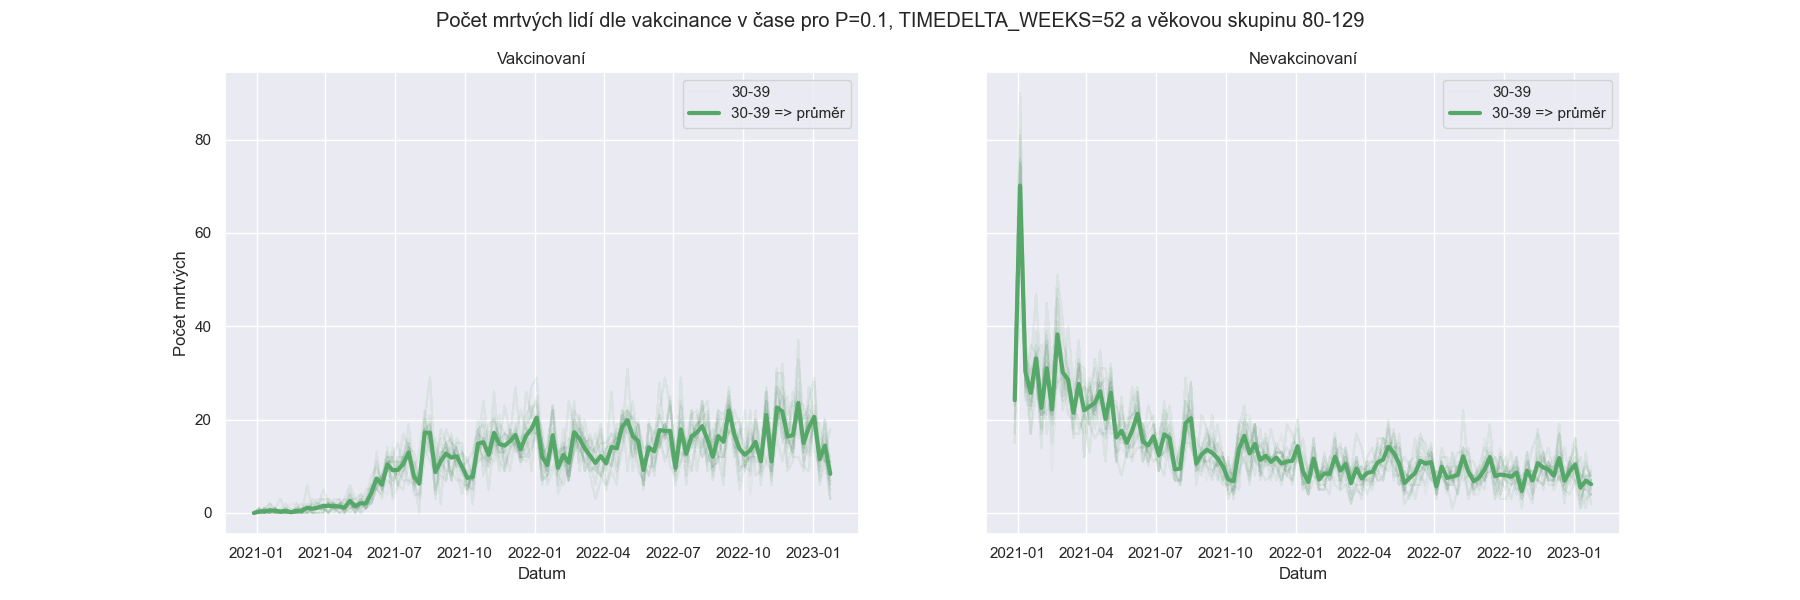 Počet mrtvých lidí dle vakcinance v čase pro P=0.1, TIMEDELTA_WEEKS=52 a věkovou skupinu 80-129
Vakcinovaní
30-39
30-39 => průměr
80
60
40
20
0
Počet mrtvých
2021-01 2021-04 2021-07 2021-10 2022-01 2022-04 2022-07 2022-10 2023-01
Datum
Nevakcinovaní
30-39
30-39 => průměr
2021-01 2021-04 2021-07 2021-10 2022-01 2022-04 2022-07 2022-10 2023-01
Datum